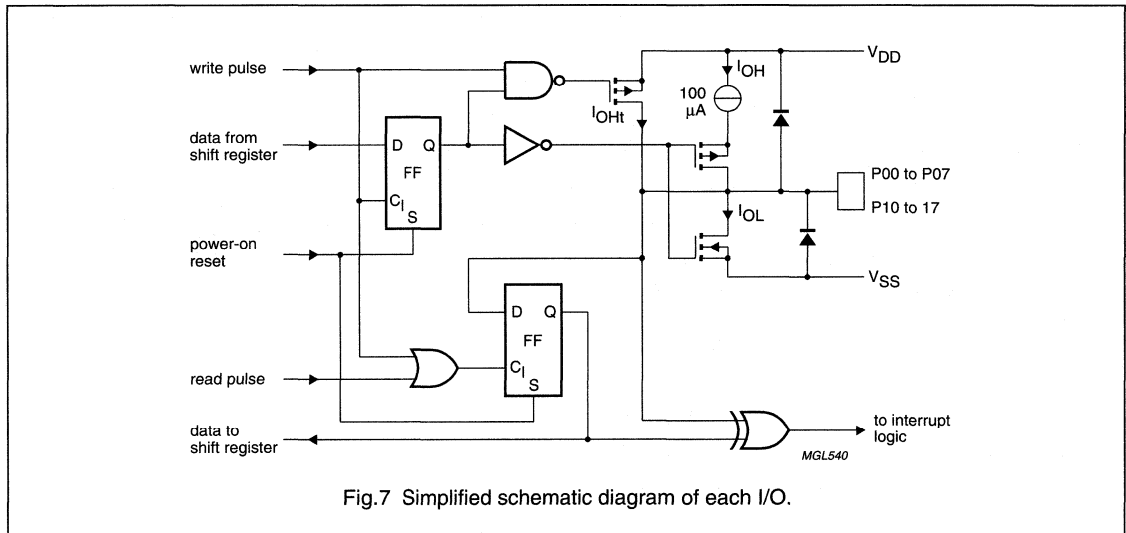 write pulse
data from
shift register
power-on
reset
read pulse
data to
shift register
D Q
FF
CI
S
D Q
FF
CI
S
IOHt
IOH
100
μA
VDD
P00 to P07
P10 to 17
IOL
VSS
to interrupt
logic
MGL540
Fig.7 Simplified schematic diagram of each I/O.